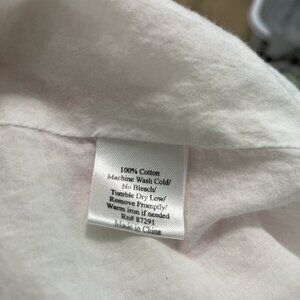 100% Cotton
Machine Wash Cold/
No Bleach/
Tumble Dry Low/
Remove Promptly/
Warm iron if needed
Rn# 87291
Made in China